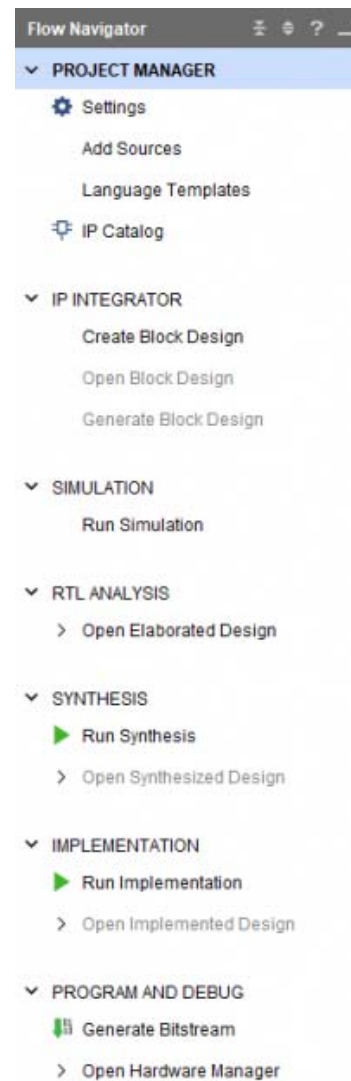 Flow Navigator ?
PROJECT MANAGER
Settings
Add Sources
Language Templates
IP Catalog
IP INTEGRATOR
Create Block Design
Open Block Design
Generate Block Design
SIMULATION
Run Simulation
RTL ANALYSIS
Open Elaborated Design
SYNTHESIS
Run Synthesis
Open Synthesized Design
IMPLEMENTATION
Run Implementation
Open Implemented Design
PROGRAM AND DEBUG
Generate Bitstream
Open Hardware Manager